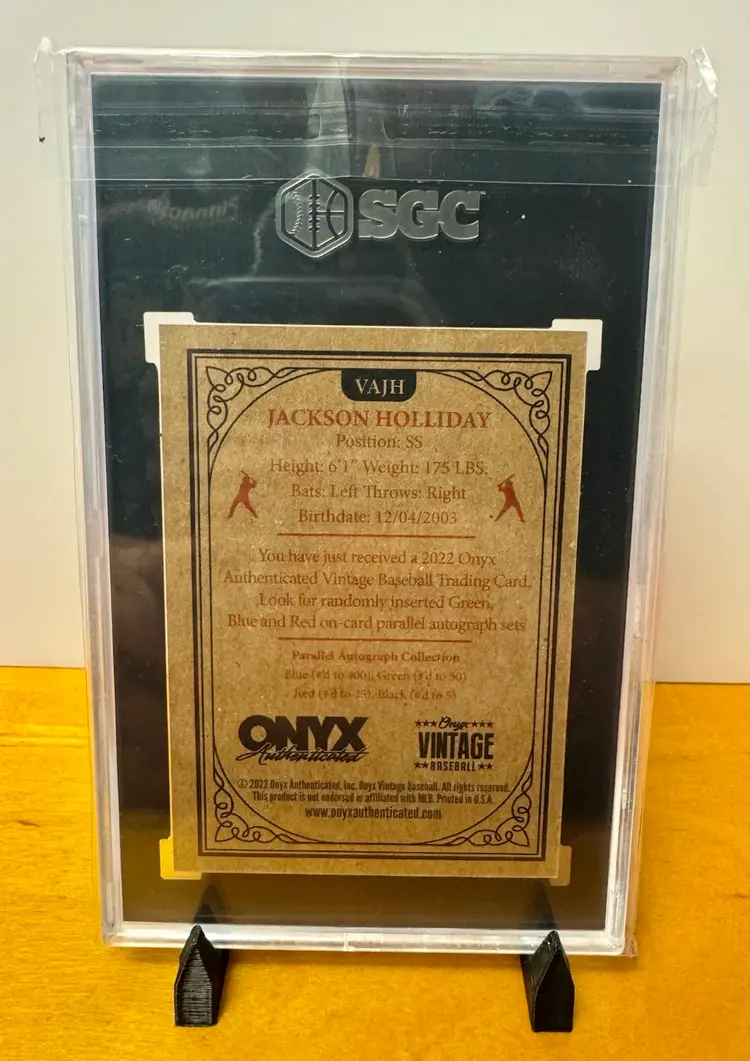 SGC
VAJH
JACKSON HOLLIDAY
Position: SS
Height: 6'1" Weight: 175 LBS.
Bats: Left Throws: Right
Birthdate: 12/04/2003
You have just received a 2022 Onyx
Authenticated Vintage Baseball Trading Card.
Look for randomly inserted Green,
Blue and Red on-card parallel autograph sets
Parallel Autograph Collection
Blue (#'d to 400), Green (#'d to 50)
Red (#'d to 25), Black (#'d to 5)
ONYX
Authenticated
Onyx
VINTAGE
BASEBALL
© 2022 Onyx Authenticated, Inc. Onyx Vintage Baseball. All rights reserved.
This product is not endorsed or affiliated with MLB. Printed in U.S.A.
www.onyxauthenticated.com